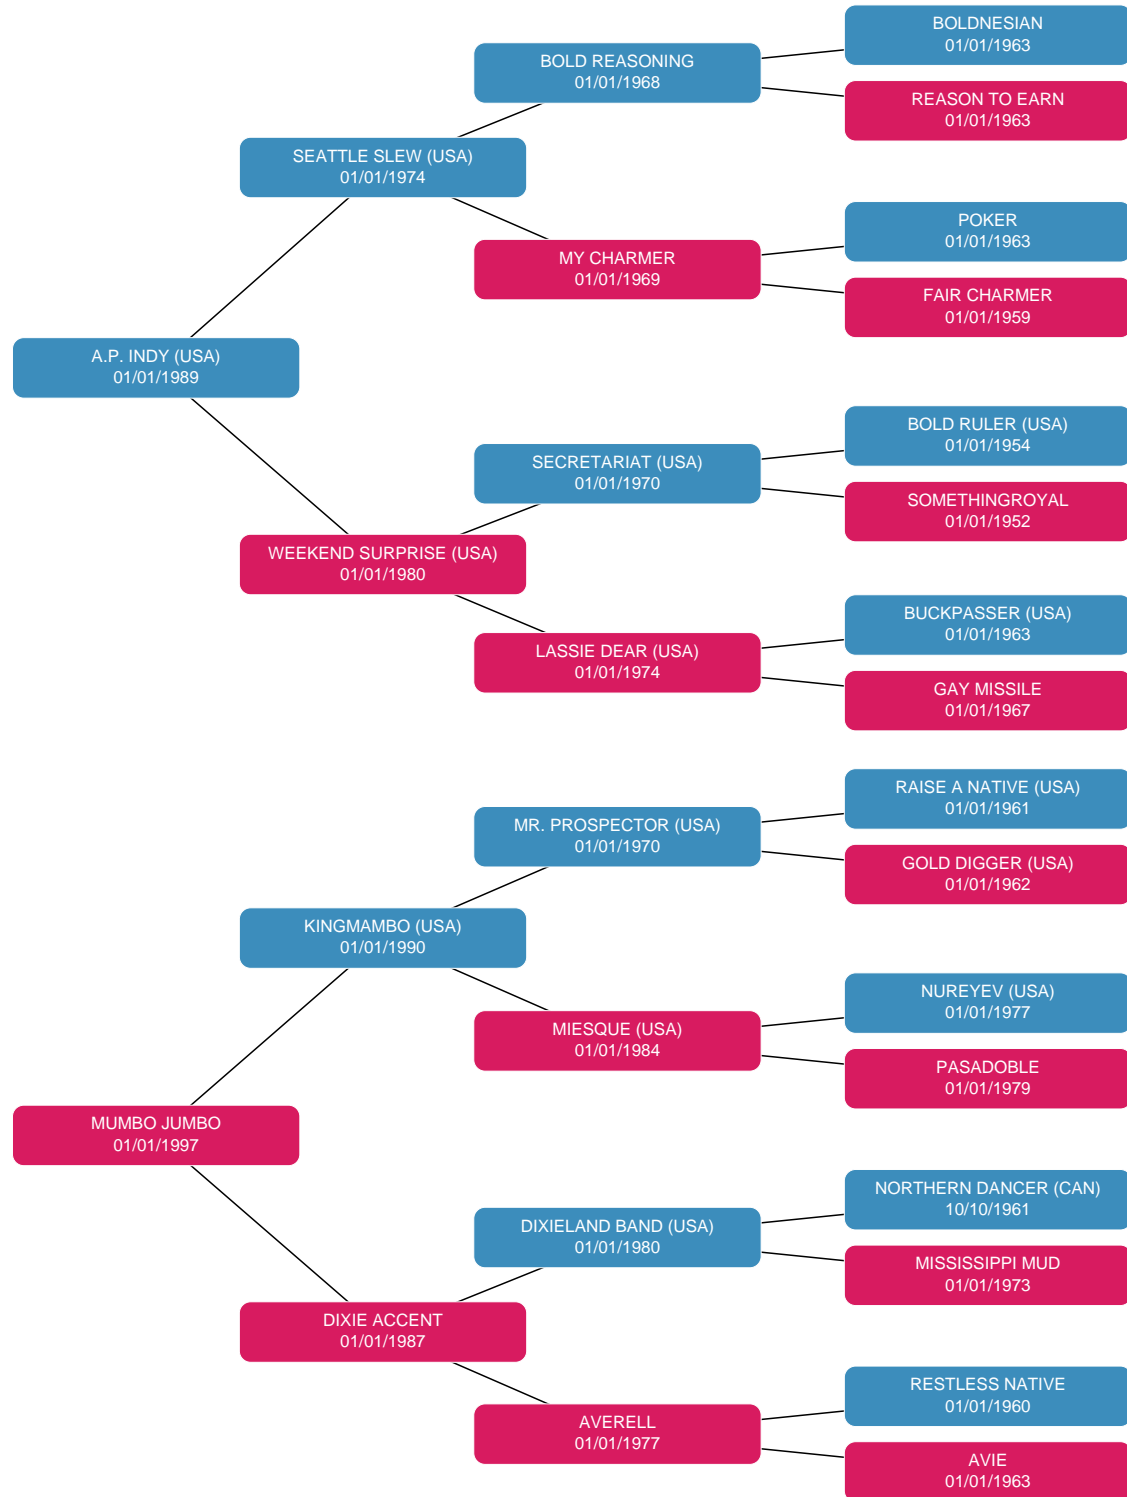 BOLDNESIAN
01/01/1963
BOLD REASONING
01/01/1968
REASON TO EARN
01/01/1963
SEATTLE SLEW (USA)
01/01/1974
POKER
01/01/1963
MY CHARMER
01/01/1969
FAIR CHARMER
01/01/1959
A.P. INDY (USA)
01/01/1989
BOLD RULER (USA)
01/01/1954
SECRETARIAT (USA)
01/01/1970
SOMETHINGROYAL
01/01/1952
WEEKEND SURPRISE (USA)
01/01/1980
BUCKPASSER (USA)
01/01/1963
LASSIE DEAR (USA)
01/01/1974
GAY MISSILE
01/01/1967
RAISE A NATIVE (USA)
01/01/1961
MR. PROSPECTOR (USA)
01/01/1970
GOLD DIGGER (USA)
01/01/1962
KINGMAMBO (USA)
01/01/1990
NUREYEV (USA)
01/01/1977
MIESQUE (USA)
01/01/1984
PASADOBLE
01/01/1979
MUMBO JUMBO
01/01/1997
NORTHERN DANCER (CAN)
10/10/1961
DIXIELAND BAND (USA)
01/01/1980
MISSISSIPPI MUD
01/01/1973
DIXIE ACCENT
01/01/1987
RESTLESS NATIVE
01/01/1960
AVERELL
01/01/1977
AVIE
01/01/1963